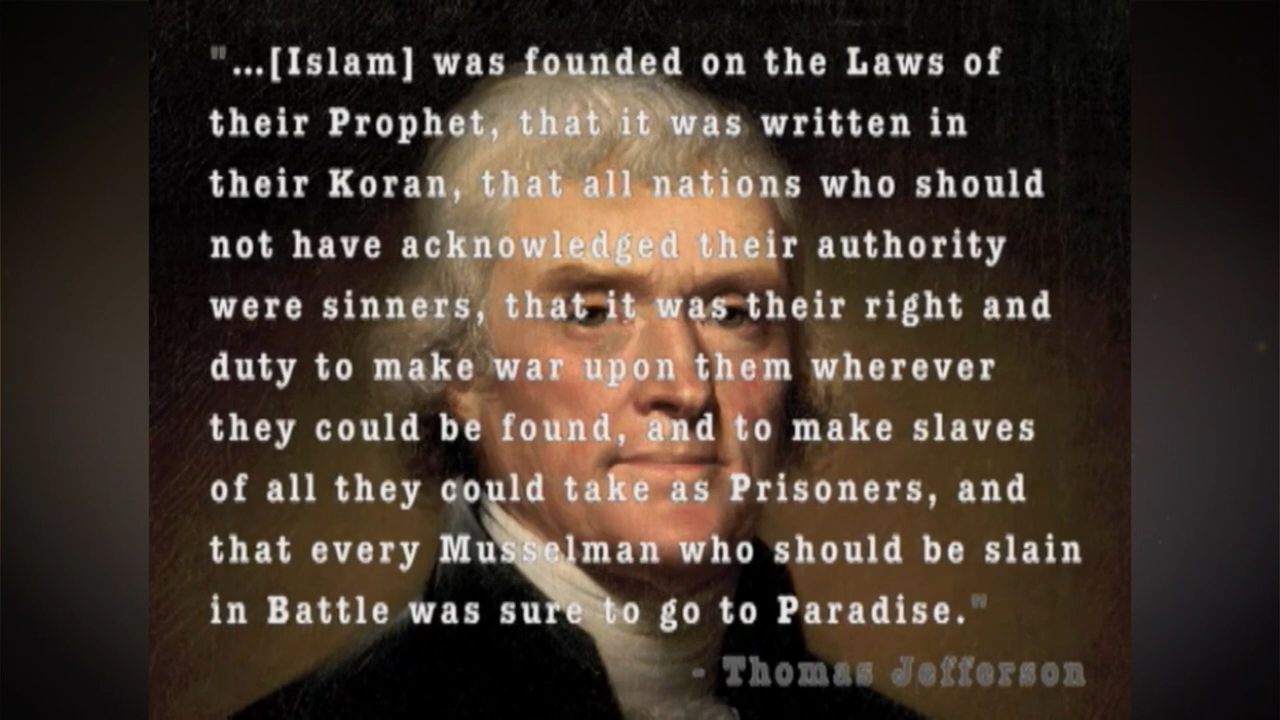 "...[Islam] was founded on the Laws of
their Prophet, that it was written in
their Koran, that all nations who should
not have acknowledged their authority
were sinners, that it was their right and
duty to make war upon them wherever
they could be found, and to make slaves
of all they could take as Prisoners, and
that every Musselman who should be slain
in Battle was sure to go to Paradise."
- Thomas Jefferson